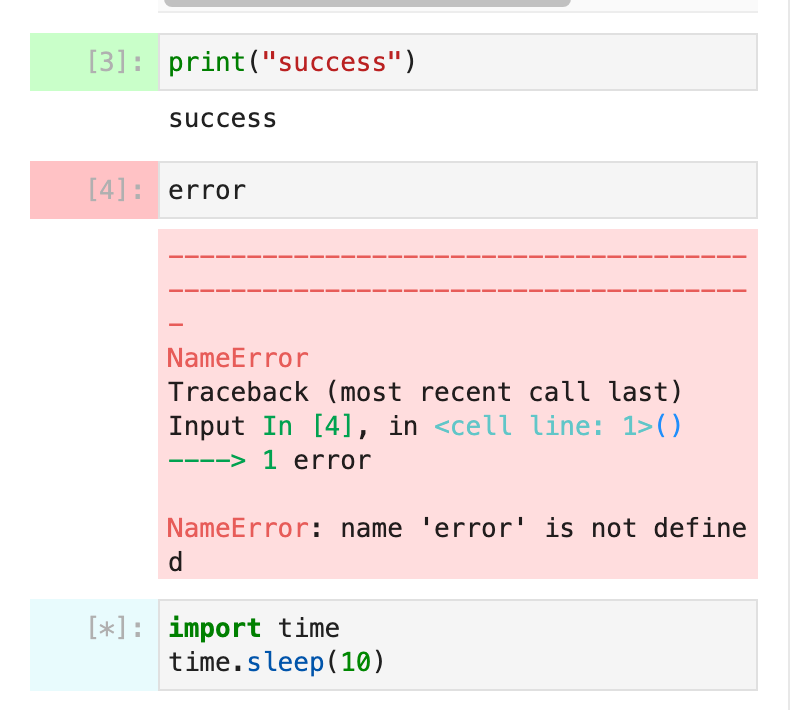 [3]: print("success")
success
[4]: error
-------------------------------------
-------------------------------------
-
NameError
Traceback (most recent call last)
Input In [4], in <cell line: 1>()
----> 1 error
NameError: name 'error' is not define
d
[*]: import time
time.sleep(10)